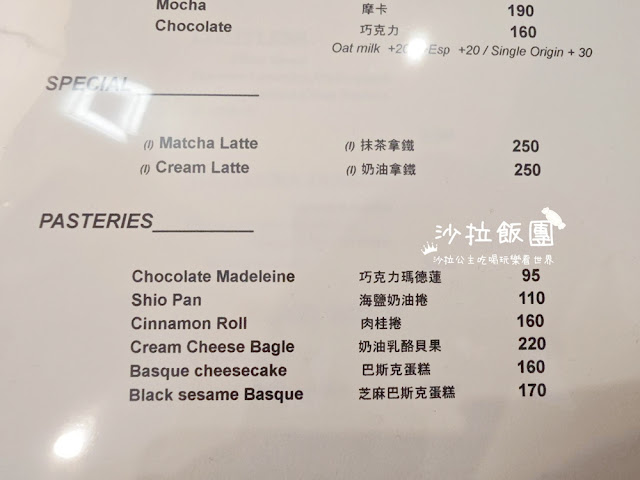 Mocha 摩卡 190
Chocolate 巧克力 160
Oat milk +20 Esp +20 / Single Origin + 30
SPECIAL
(I) Matcha Latte (I) 抹茶拿鐵 250
(I) Cream Latte (I) 奶油拿鐵 250
PASTERIES
沙拉飯團
沙拉公主吃喝玩樂看世界
Chocolate Madeleine 巧克力瑪德蓮 95
Shio Pan 海鹽奶油捲 110
Cinnamon Roll 肉桂捲 160
Cream Cheese Bagle 奶油乳酪貝果 220
Basque cheesecake 巴斯克蛋糕 160
Black sesame Basque 芝麻巴斯克蛋糕 170